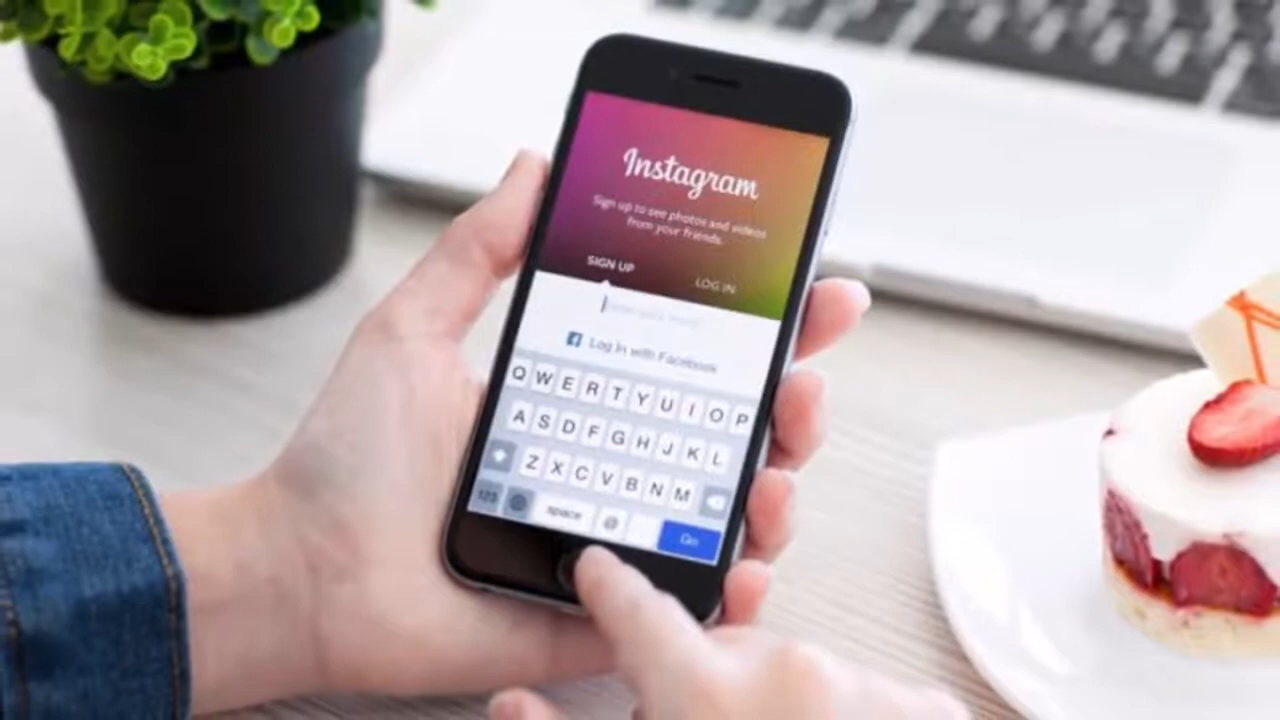 Instagram
Sign up to see photos and videos
from your friends.
SIGN UP
LOG IN
Log In with Facebook
Q W E R T Y U I O P
A S D F G H J K L
Z X C V B N M
123 space @ Go